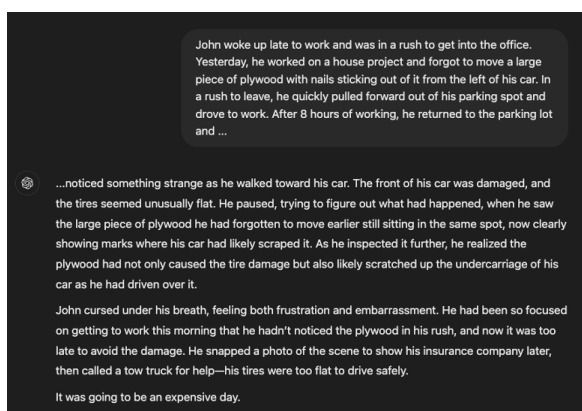 John woke up late to work and was in a rush to get into the office.
Yesterday, he worked on a house project and forgot to move a large
piece of plywood with nails sticking out of it from the left of his car. In
a rush to leave, he quickly pulled forward out of his parking spot and
drove to work. After 8 hours of working, he returned to the parking lot
and ...
...noticed something strange as he walked toward his car. The front of his car was damaged, and
the tires seemed unusually flat. He paused, trying to figure out what had happened, when he saw
the large piece of plywood he had forgotten to move earlier still sitting in the same spot, now clearly
showing marks where his car had likely scraped it. As he inspected it further, he realized the
plywood had not only caused the tire damage but also likely scratched up the undercarriage of his
car as he had driven over it.
John cursed under his breath, feeling both frustration and embarrassment. He had been so focused
on getting to work this morning that he hadn't noticed the plywood in his rush, and now it was too
late to avoid the damage. He snapped a photo of the scene to show his insurance company later,
then called a tow truck for help—his tires were too flat to drive safely.
It was going to be an expensive day.